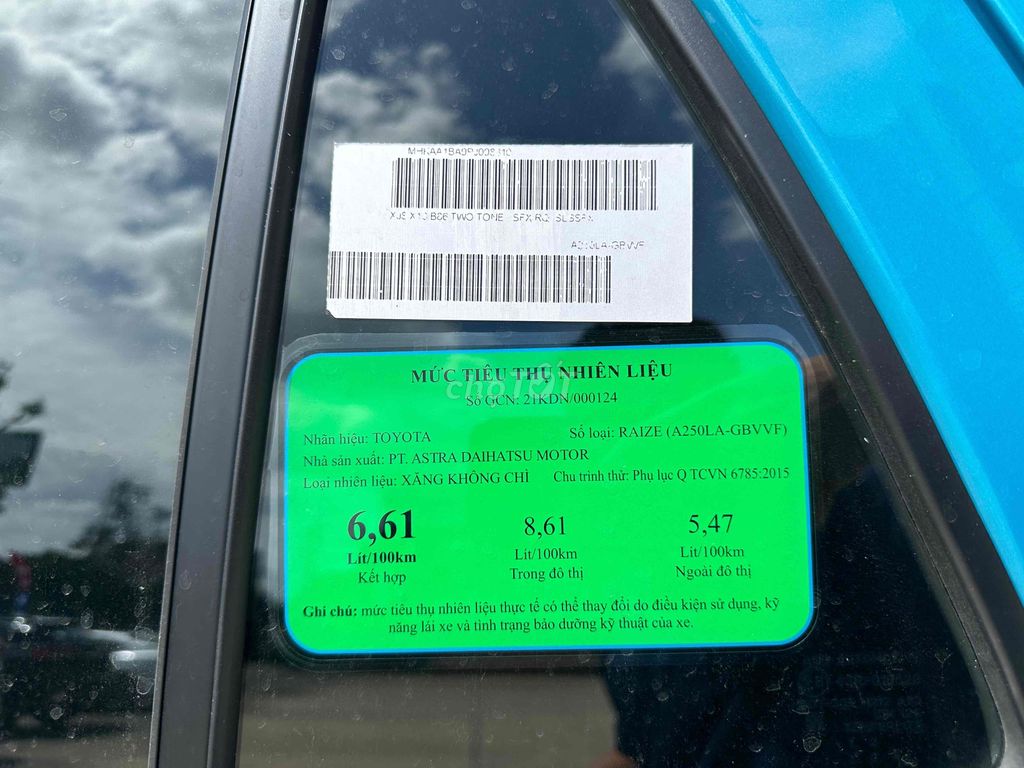 TWO TONE
MỨC TIÊU THỤ NHIÊN LIỆU
Số GCN: 21KDN/000124
Nhãn hiệu: TOYOTA Số loại: RAIZE (A250LA-GBVVF)
Nhà sản xuất: PT. ASTRA DAIHATSU MOTOR
Loại nhiên liệu: XĂNG KHÔNG CHÌ Chu trình thử: Phụ lục Q TCVN 6785:2015
6,61 8,61 5,47
Lít/100km Lít/100km Lít/100km
Kết hợp Trong đô thị Ngoài đô thị
Ghi chú: mức tiêu thụ nhiên liệu thực tế có thể thay đổi do điều kiện sử dụng, kỹ
năng lái xe và tình trạng bảo dưỡng kỹ thuật của xe.